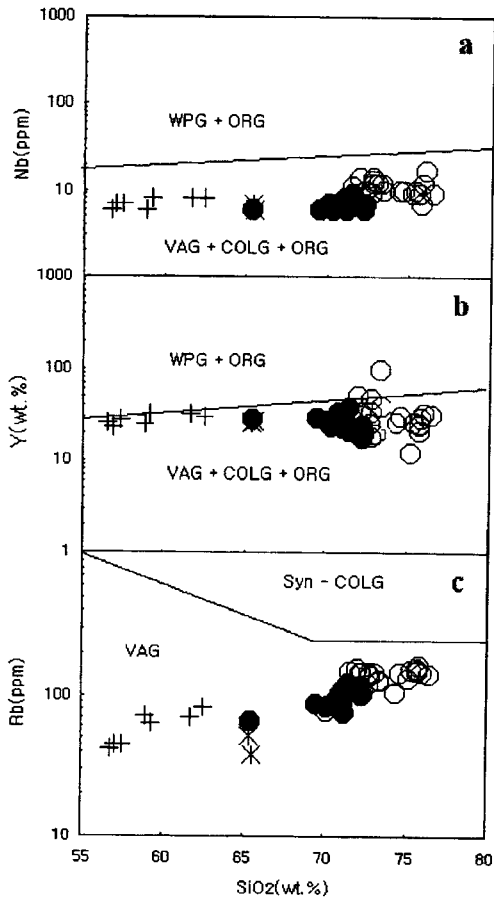 1000
a
100
WPG + ORG
Nb(ppm)
10
VAG + COLG + ORG
1000
b
100
WPG + ORG
Y(wt.%)
10
VAG + COLG + ORG
1
Syn - COLG
c
VAG
Rb(ppm)
100
10
55 60 65 70 75 80
SiO2(wt.%)